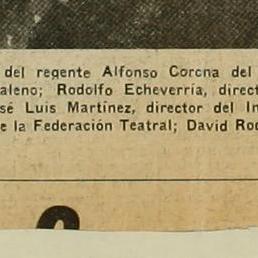 del regente Alfonso Corona del
aleno; Rodolfo Echeverría, direct
sé Luis Martínez, director del In
e la Federación Teatral; David Rod